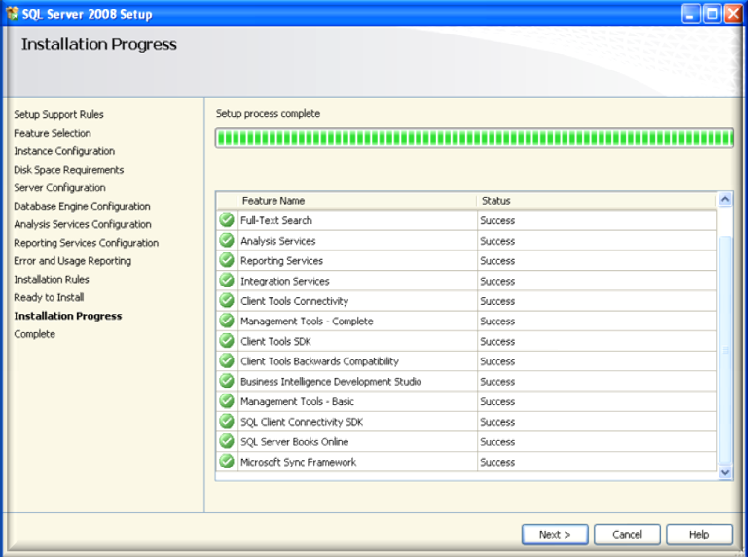 SQL Server 2008 Setup
Installation Progress
Setup Support Rules
Feature Selection
Instance Configuration
Disk Space Requirements
Server Configuration
Database Engine Configuration
Analysis Services Configuration
Reporting Services Configuration
Error and Usage Reporting
Installation Rules
Ready to Install
Installation Progress
Complete
Setup process complete
Feature Name Status
Full-Text Search Success
Analysis Services Success
Reporting Services Success
Integration Services Success
Client Tools Connectivity Success
Management Tools - Complete Success
Client Tools SDK Success
Client Tools Backwards Compatibility Success
Business Intelligence Development Studio Success
Management Tools - Basic Success
SQL Client Connectivity SDK Success
SQL Server Books Online Success
Microsoft Sync Framework Success
Next > Cancel Help